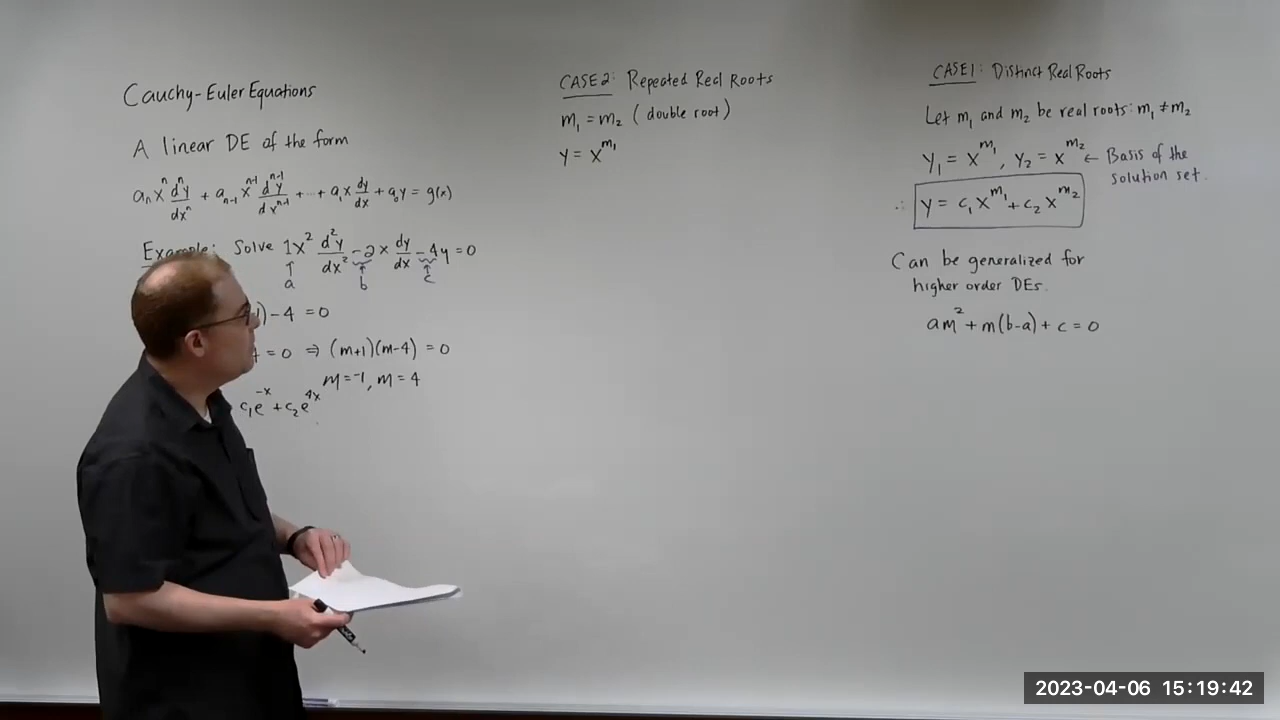 Cauchy-Euler Equations
A linear DE of the form
aₙxⁿ dⁿy/dxⁿ + aₙ₋₁xⁿ⁻¹ dⁿ⁻¹y/dxⁿ⁻¹ + ··· + a₁x dy/dx + a₀y = g(x)
Example: Solve 1x² d²y/dx² - 2x dy/dx - 4y = 0
a b c
) - 4 = 0
= 0 ⇒ (m+1)(m-4) = 0
m = -1, m = 4
c₁e⁻ˣ + c₂e⁴ˣ
CASE 2: Repeated Real Roots
m₁ = m₂ (double root)
y = x^m₁
CASE 1: Distinct Real Roots
Let m₁ and m₂ be real roots: m₁ ≠ m₂
y₁ = x^m₁, y₂ = x^m₂ ← Basis of the
solution set.
∴ y = c₁x^m₁ + c₂x^m₂
Can be generalized for
higher order DEs.
am² + m(b-a) + c = 0
2023-04-06 15:19:42